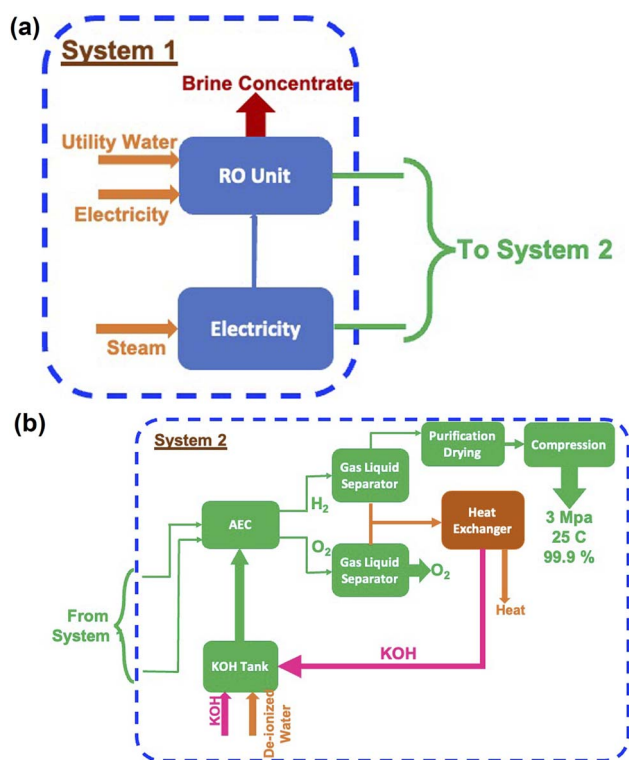 (a)
System 1
Brine Concentrate
Utility Water
RO Unit
Electricity
To System 2
Electricity
Steam
(b)
System 2
Purification
Drying
Compression
Gas Liquid
Separator
H2
AEC
Heat
Exchanger
3 Mpa
25 C
99.9 %
O2
Gas Liquid
Separator
O2
Heat
From
System
KOH
KOH Tank
KOH
De-ionized
Water